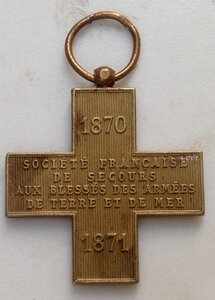 1870
SOCIÉTÉ FRANÇAISE
DE SECOURS
AUX BLESSÉS DES ARMÉES
DE TERRE ET DE MER
1871